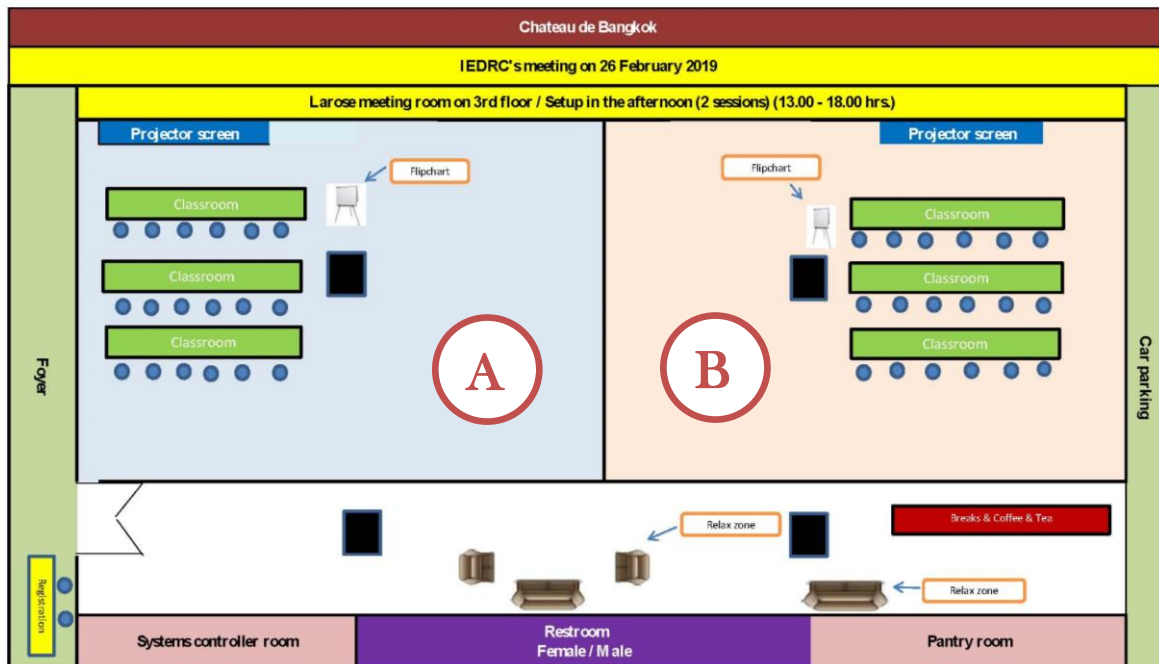 Chateau de Bangkok
IEDRC's meeting on 26 February 2019
Larose meeting room on 3rd floor / Setup in the afternoon (2 sessions) (13.00 - 18.00 hrs.)
Projector screen
Projector screen
Flipchart
Flipchart
Classroom
Classroom
Classroom
Classroom
Classroom
Classroom
A
B
Foyer
Car parking
Relax zone
Breaks & Coffee & Tea
Relax zone
Registration
Systems controller room
Restroom
Female / Male
Pantry room